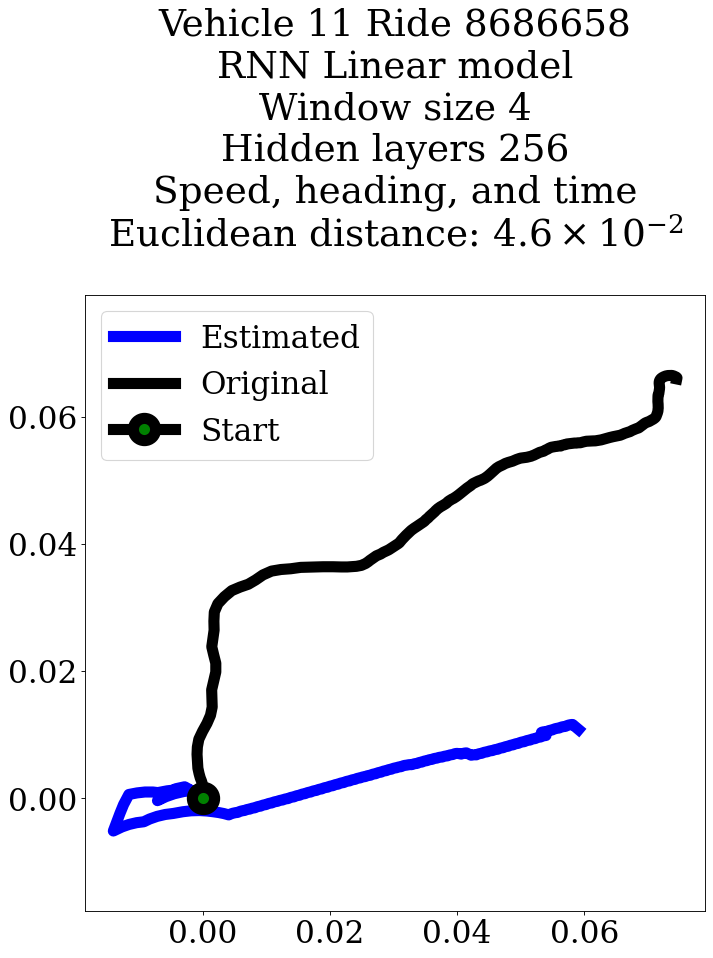 Vehicle 11 Ride 8686658
RNN Linear model
Window size 4
Hidden layers 256
Speed, heading, and time
Euclidean distance: 4.6 × 10⁻²
Estimated
Original
Start
0.06
0.04
0.02
0.00
0.00 0.02 0.04 0.06